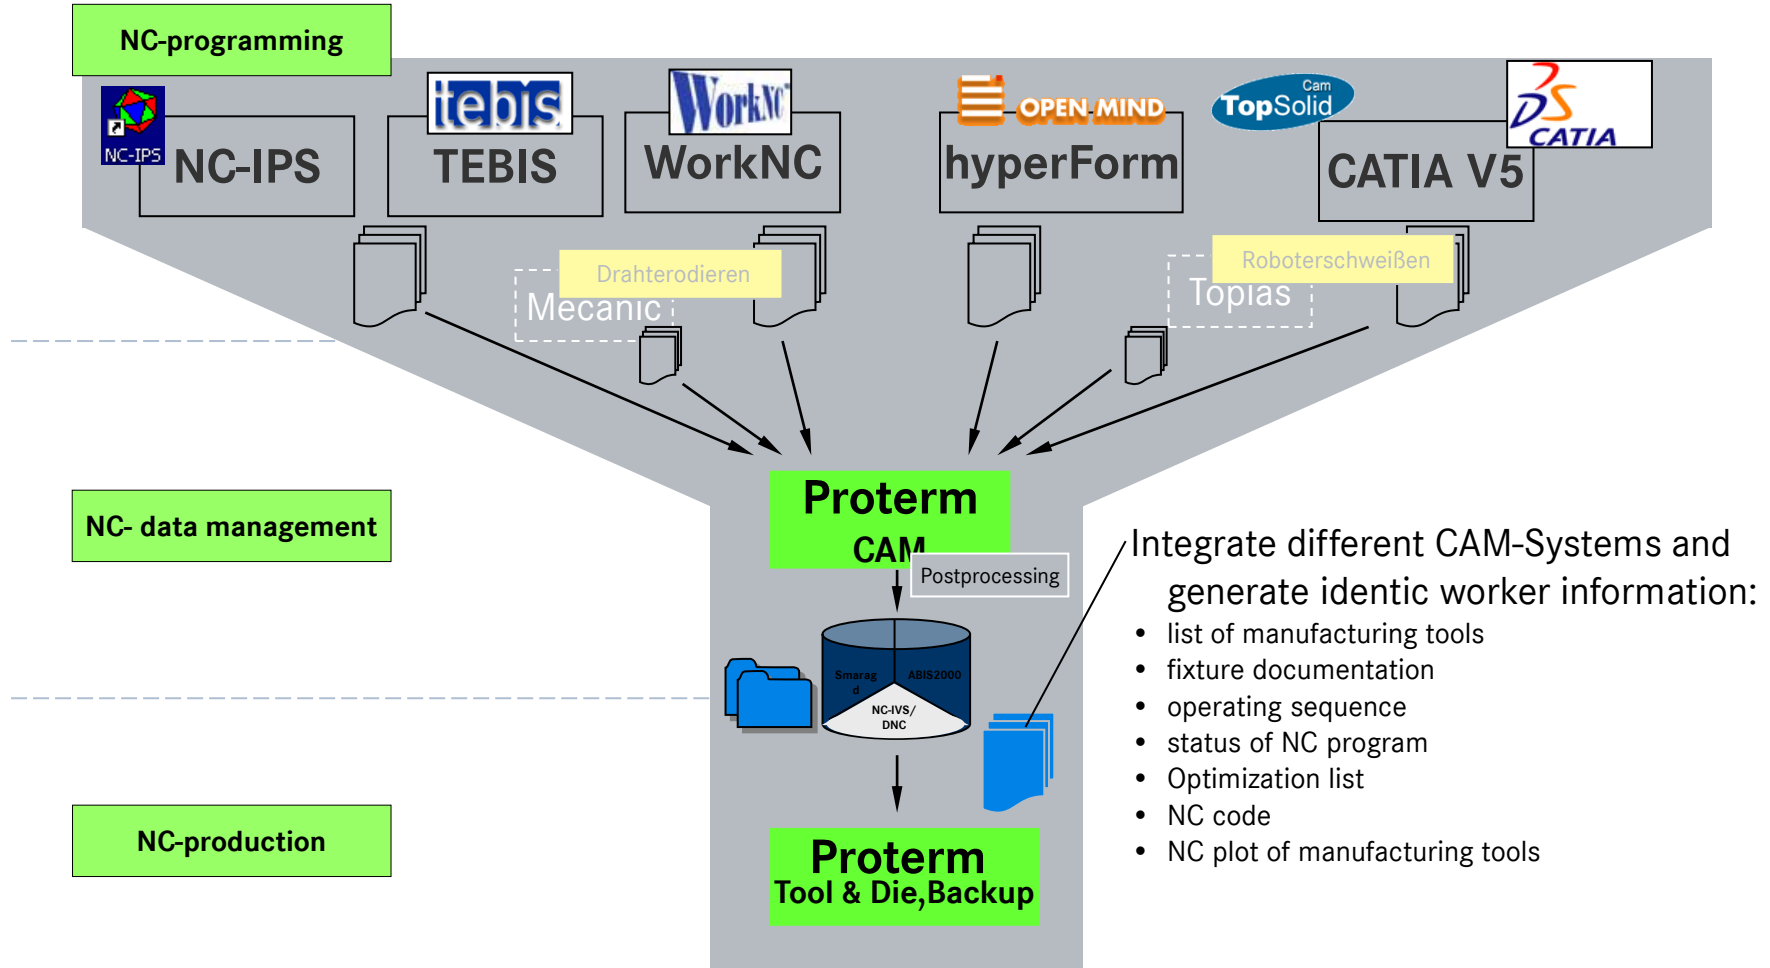 NC-programming
NC-IPS
tebis
WorkNC
OPEN MIND
Cam
TopSolid
CATIA
NC-IPS
TEBIS
WorkNC
hyperForm
CATIA V5
Drahterodieren
Mecanic
Roboterschweißen
Topias
NC- data management
Proterm
CAM
Postprocessing
Smarag
d
ABIS2000
NC-IVS/
DNC
Integrate different CAM-Systems and
generate identic worker information:
• list of manufacturing tools
• fixture documentation
• operating sequence
• status of NC program
• Optimization list
• NC code
• NC plot of manufacturing tools
NC-production
Proterm
Tool & Die,Backup